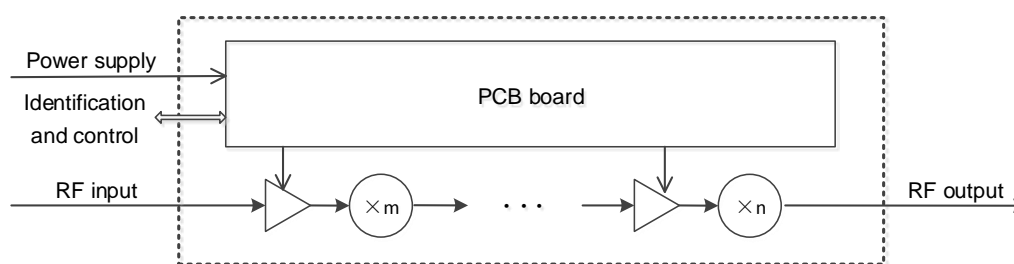 Power supply
Identification
and control
PCB board
RF input
×m
· · ·
×n
RF output